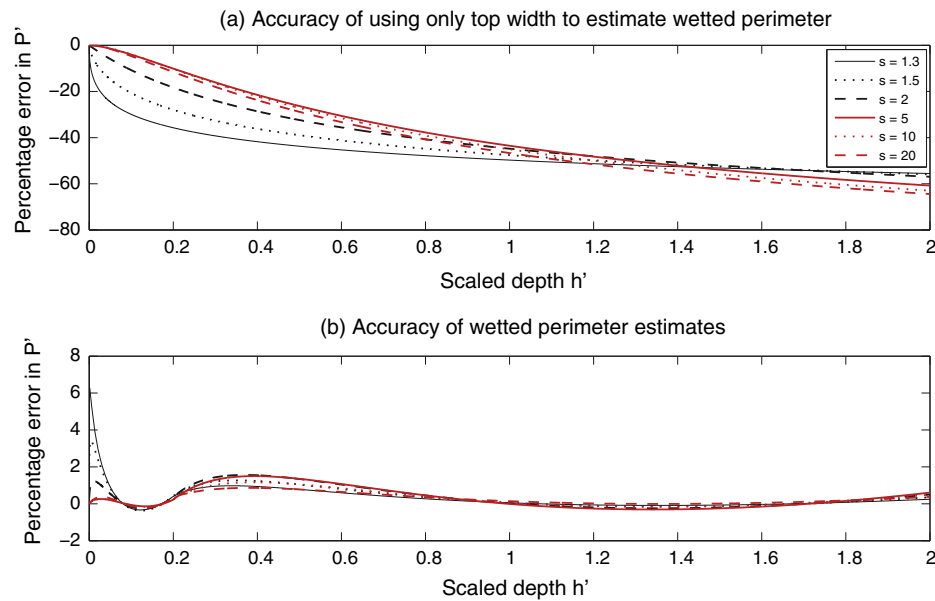 (a) Accuracy of using only top width to estimate wetted perimeter
Percentage error in P'
0
−20
−40
−60
−80
s = 1.3
s = 1.5
s = 2
s = 5
s = 10
s = 20
0 0.2 0.4 0.6 0.8 1 1.2 1.4 1.6 1.8 2
Scaled depth h'
(b) Accuracy of wetted perimeter estimates
Percentage error in P'
8
6
4
2
0
−2
0 0.2 0.4 0.6 0.8 1 1.2 1.4 1.6 1.8 2
Scaled depth h'